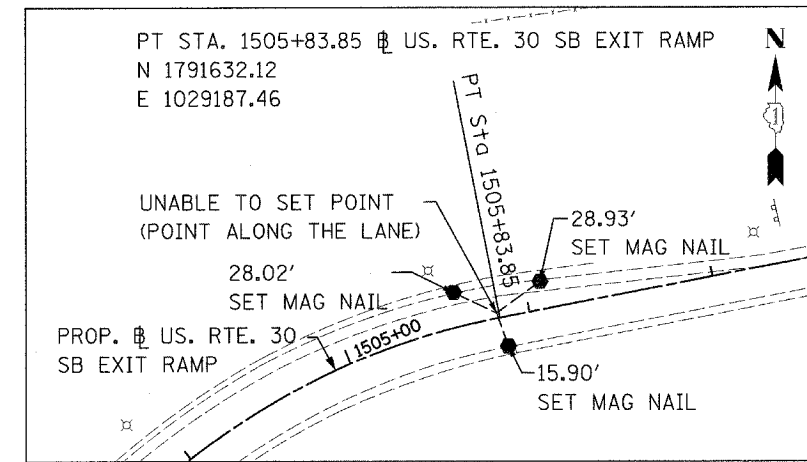 PT STA. 1505+83.85 ℄ US. RTE. 30 SB EXIT RAMP
N 1791632.12
E 1029187.46
N
PT Sta 1505+83.85
UNABLE TO SET POINT
(POINT ALONG THE LANE)
28.93'
SET MAG NAIL
28.02'
SET MAG NAIL
PROP. ℄ US. RTE. 30
SB EXIT RAMP
1505+00
15.90'
SET MAG NAIL